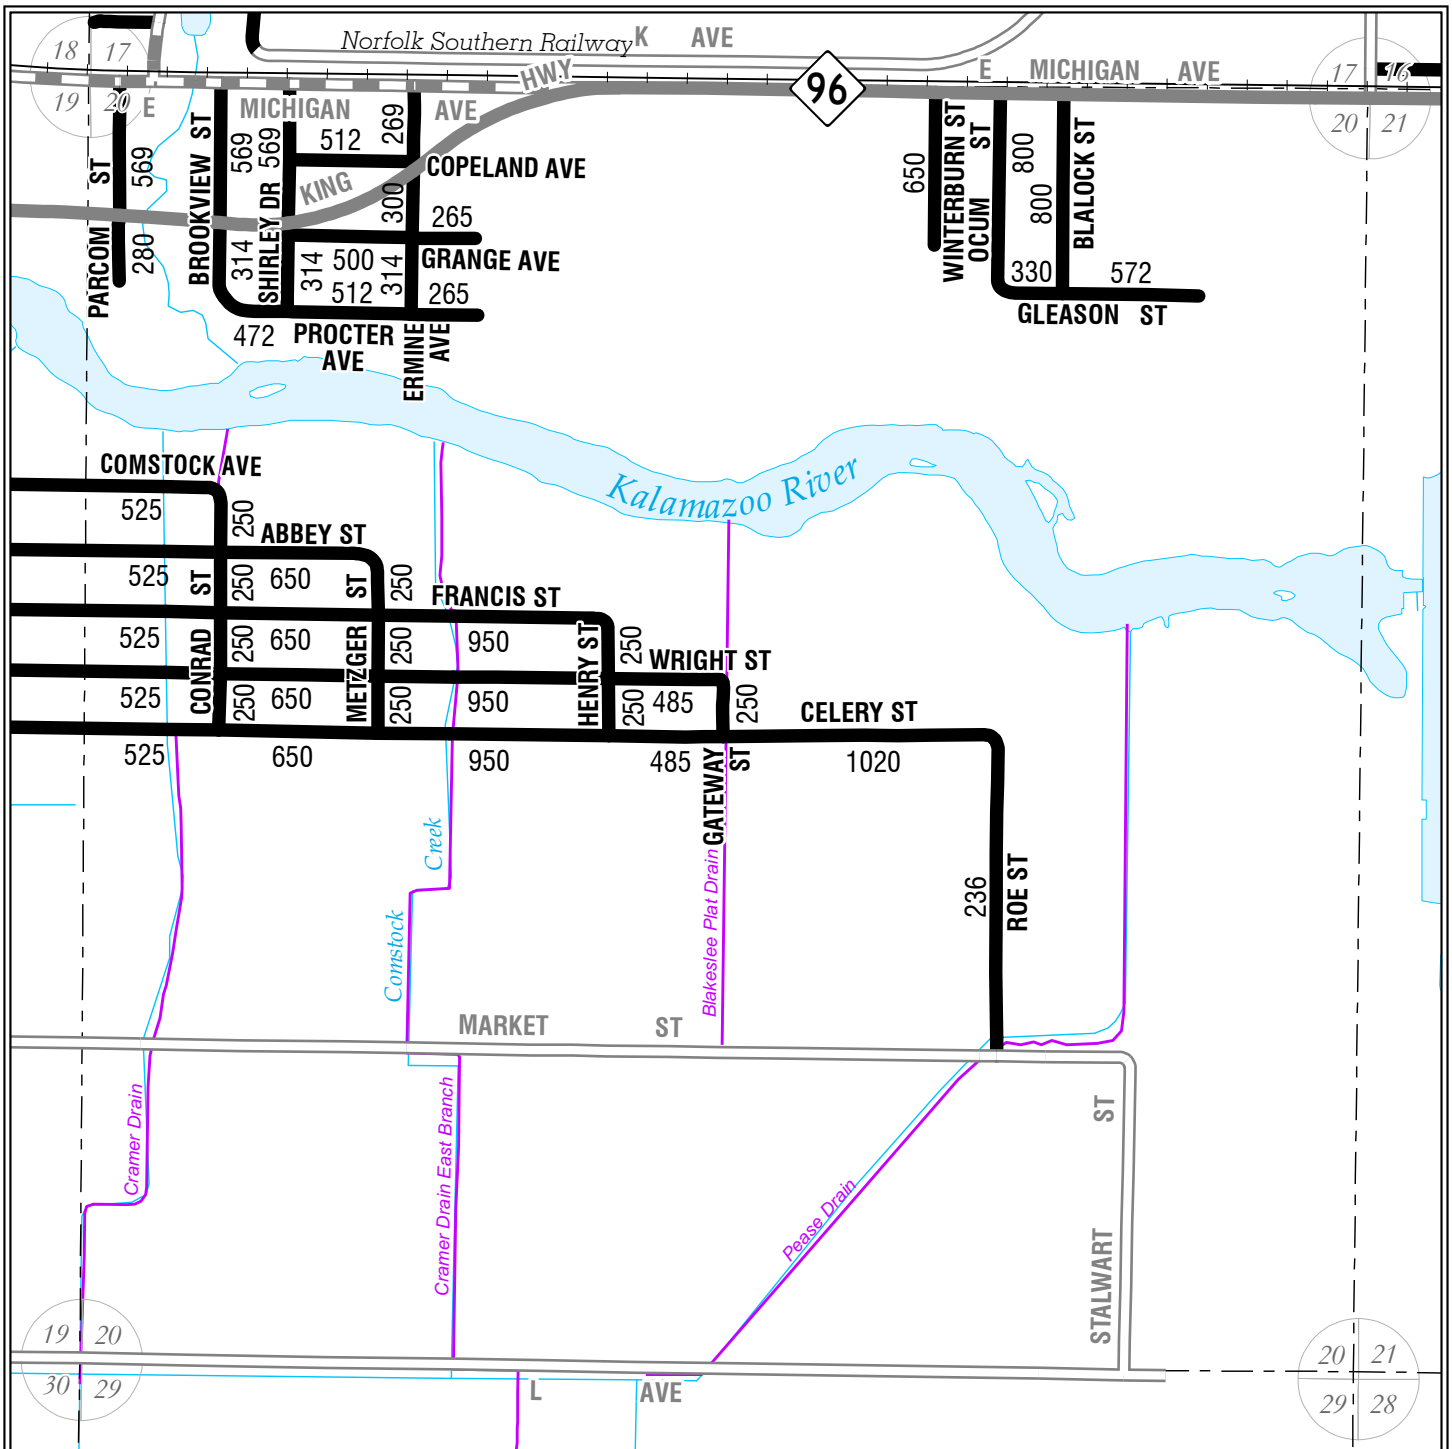 18 17
19 20
Norfolk Southern Railway
K AVE
HWY
96
E MICHIGAN AVE
17 16
20 21
E MICHIGAN AVE
KING
PARCOM ST
569
280
BROOKVIEW ST
569
314
SHIRLEY DR
569
314
512
269
COPELAND AVE
300
265
500
314
GRANGE AVE
512
265
472
PROCTER AVE
ERMINE AVE
650
WINTERBURN ST
OCUM ST
800
800
BLALOCK ST
330
572
GLEASON ST
Kalamazoo River
COMSTOCK AVE
525
250
ABBEY ST
525
250
650
250
FRANCIS ST
525
250
650
250
950
250
WRIGHT ST
525
250
650
250
950
250
485
250
CELERY ST
525
650
950
485
1020
CONRAD ST
METZGER ST
HENRY ST
GATEWAY ST
236
ROE ST
Comstock Creek
Blakeslee Plat Drain
MARKET ST
Cramer Drain
Cramer Drain East Branch
Pease Drain
STALWART ST
19 20
30 29
L AVE
20 21
29 28